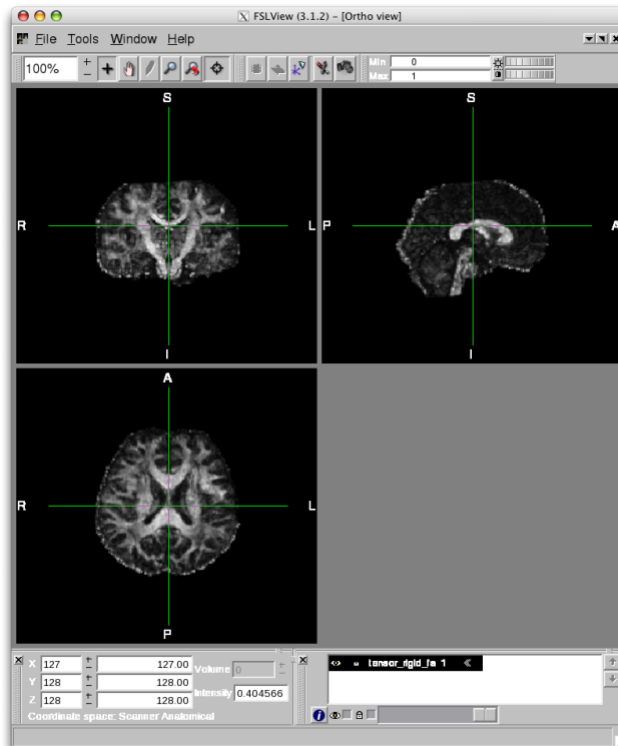 FSLView (3.1.2) - [Ortho view]
File Tools Window Help
100% Min 0
Max 1
S S
R L P A
I I
A
R L
P
X 127 127.00 Volume 0
Y 128 128.00 Intensity 0.404566
Z 128 128.00
Coordinate space: Scanner Anatomical
tensor_rigid_fa 1